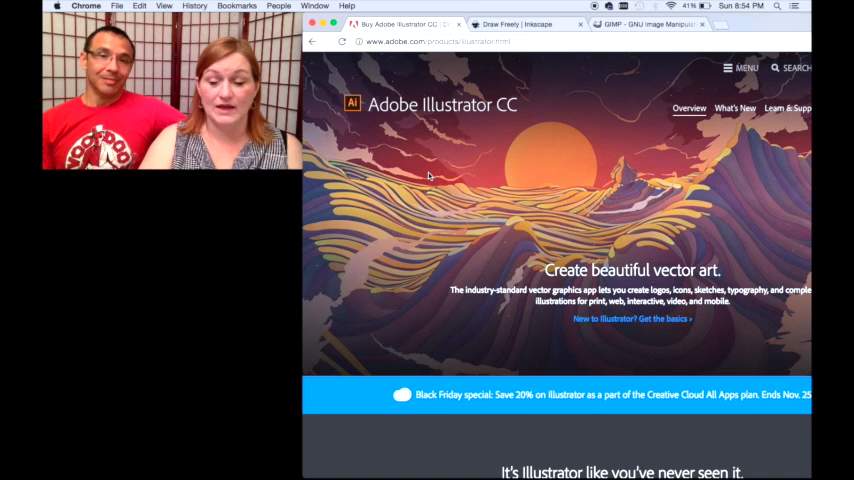 Chrome File Edit View History Bookmarks People Window Help
41% Sun 8:54 PM
Buy Adobe Illustrator CC
Draw Freely | Inkscape
GIMP - GNU Image Manipulat
www.adobe.com/products/illustrator.html
MENU
SEARCH
Ai Adobe Illustrator CC
Overview What's New Learn & Supp
Create beautiful vector art.
The industry-standard vector graphics app lets you create logos, icons, sketches, typography, and comple
illustrations for print, web, interactive, video, and mobile.
New to Illustrator? Get the basics ›
Black Friday special: Save 20% on Illustrator as a part of the Creative Cloud All Apps plan. Ends Nov. 25
It's Illustrator like you've never seen it.